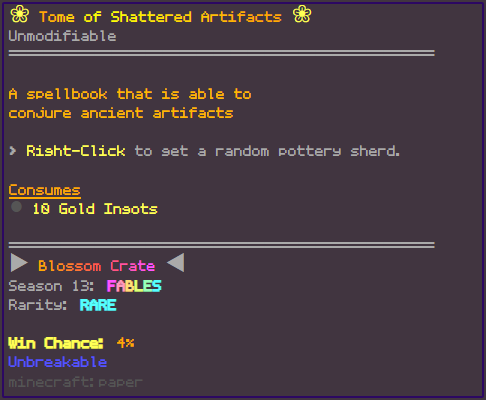 ❀ Tome of Shattered Artifacts ❀
Unmodifiable
A spellbook that is able to
conjure ancient artifacts
> Right-Click to get a random pottery sherd.
Consumes
● 10 Gold Ingots
▶ Blossom Crate ◀
Season 13: FABLES
Rarity: RARE
Win Chance: 4%
Unbreakable
minecraft:paper